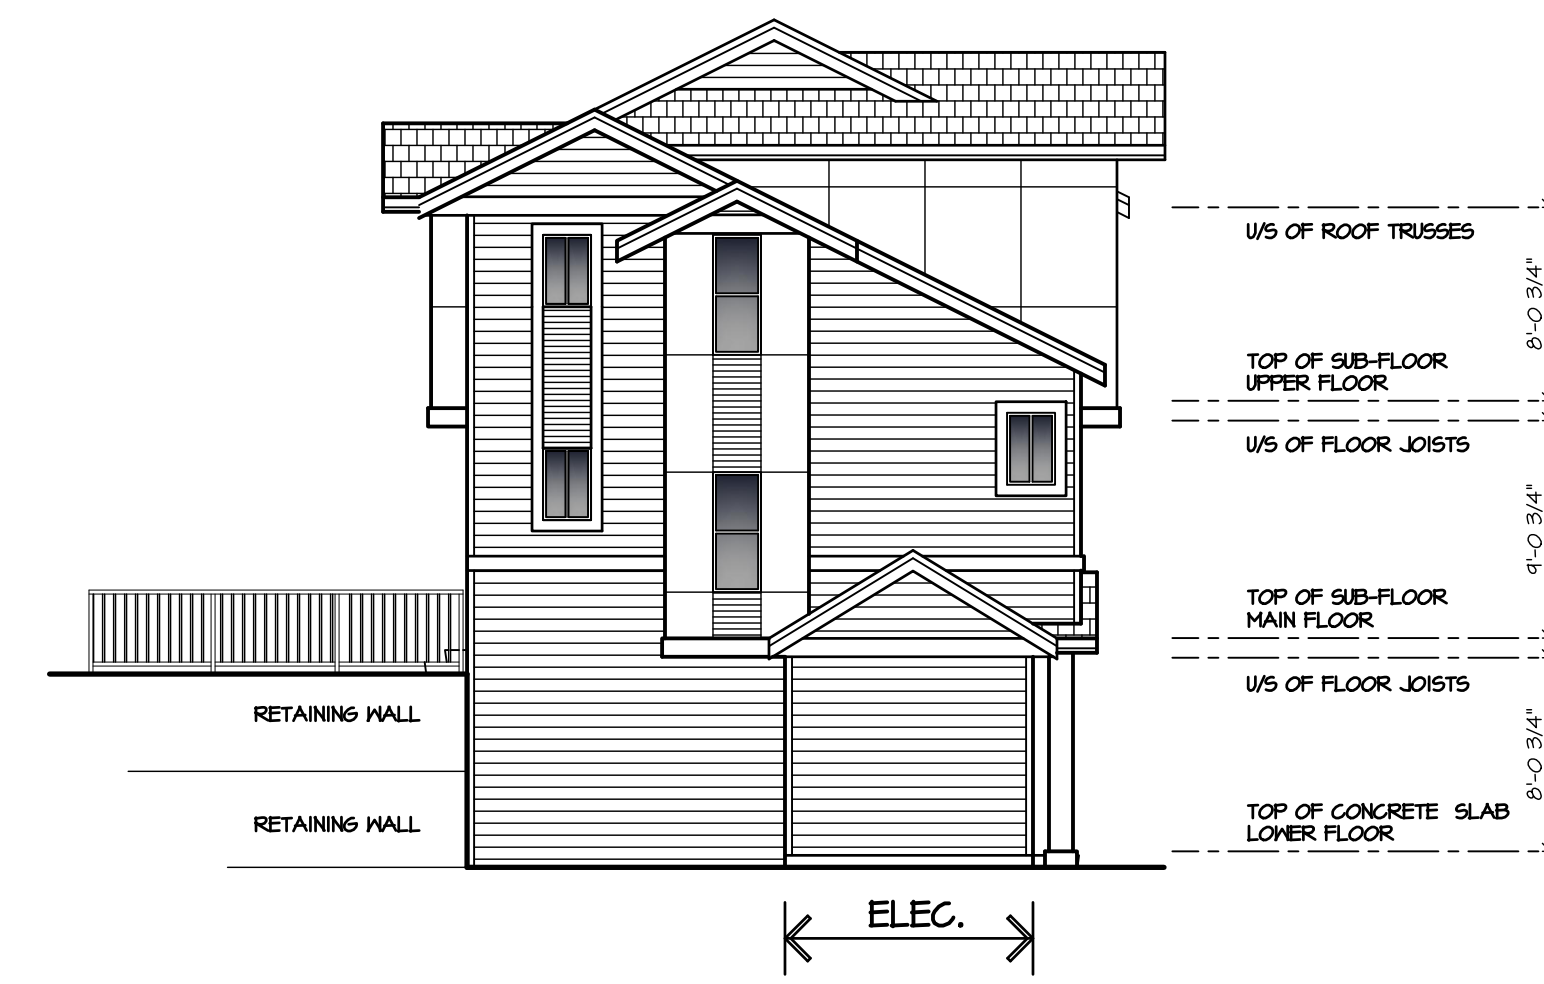 U/S OF ROOF TRUSSES
8'-0 3/4"
TOP OF SUB-FLOOR
UPPER FLOOR
U/S OF FLOOR JOISTS
9'-0 3/4"
TOP OF SUB-FLOOR
MAIN FLOOR
U/S OF FLOOR JOISTS
RETAINING WALL
8'-0 3/4"
RETAINING WALL
TOP OF CONCRETE SLAB
LOWER FLOOR
ELEC.